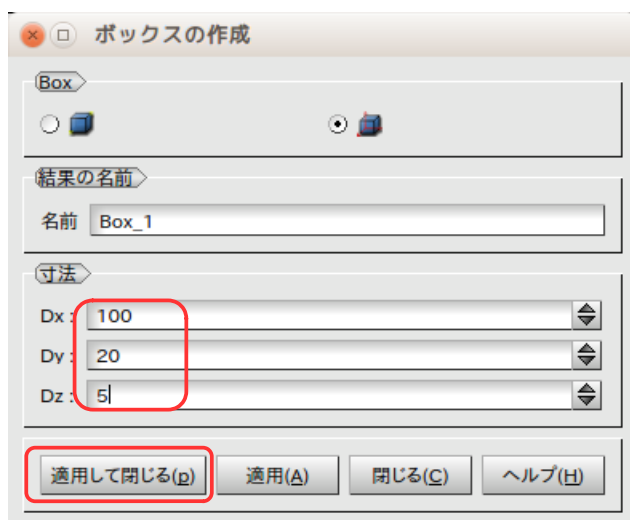 ボックスの作成
Box
結果の名前
名前 Box_1
寸法
Dx : 100
Dy : 20
Dz : 5
適用して閉じる(p) 適用(A) 閉じる(C) ヘルプ(H)